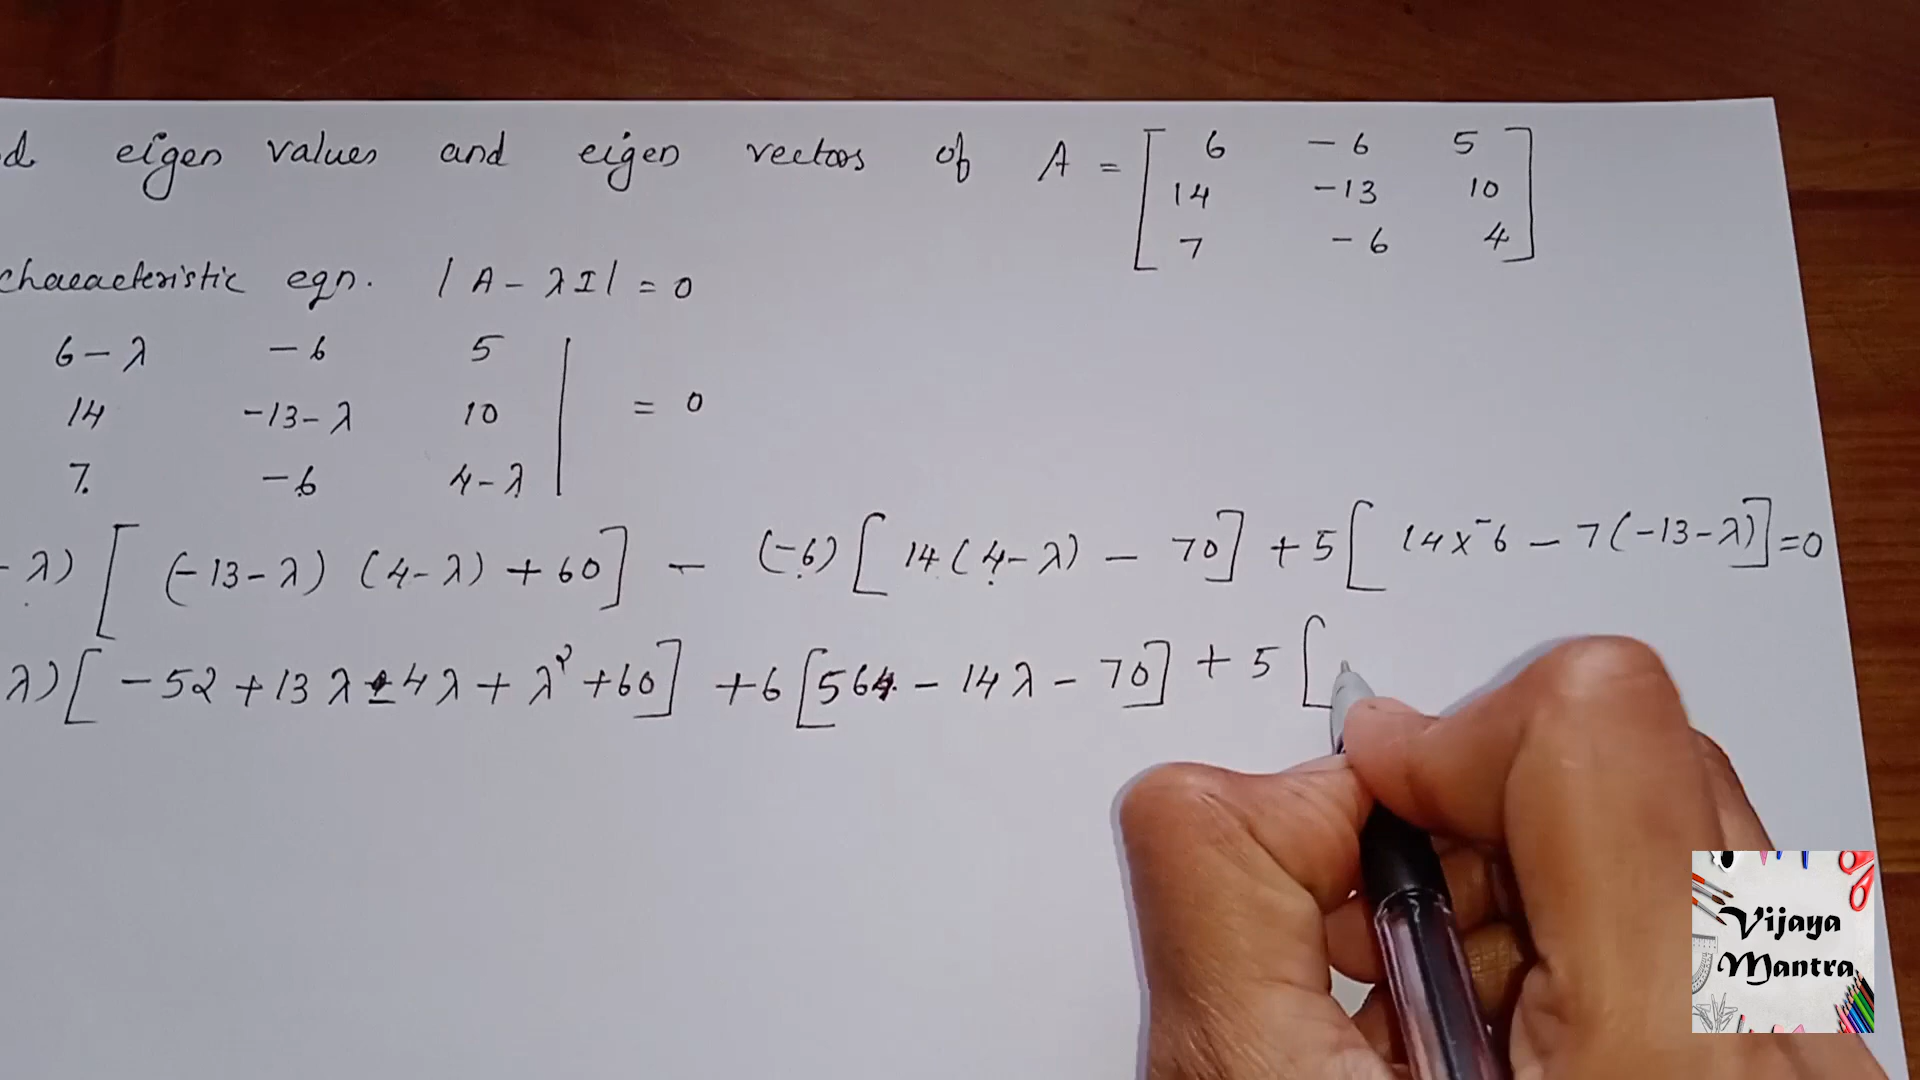 eigen values and eigen vectors of A = [ 6 -6 5
14 -13 10
7 -6 4 ]
characteristic eqn. |A - λI| = 0
6-λ -6 5
14 -13-λ 10 | = 0
7. -6 4-λ
-λ) [ (-13-λ) (4-λ) + 60 ] - (-6) [ 14(4-λ) - 70 ] + 5 [ 14x-6 - 7(-13-λ) ] = 0
λ) [ -52 + 13λ - 4λ + λ² + 60 ] + 6 [ 56 - 14λ - 70 ] + 5 [
Vijaya
Mantra